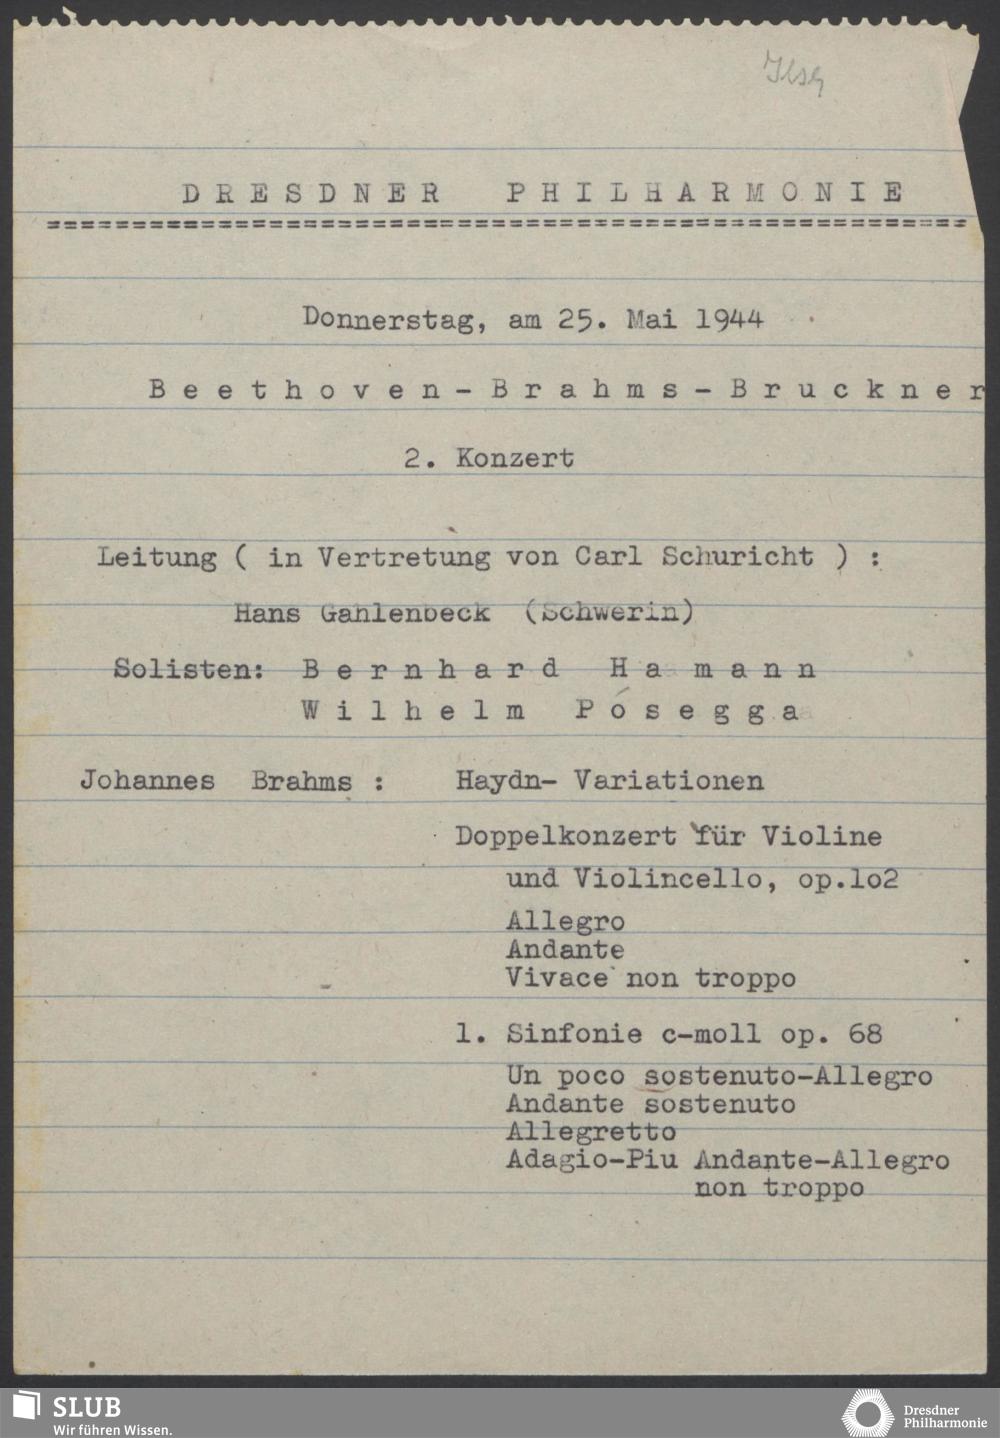 DRESDNER PHILHARMONIE
Donnerstag, am 25. Mai 1944
Beethoven-Brahms-Bruckner
2. Konzert
Leitung ( in Vertretung von Carl Schuricht ) :
Hans Gahlenbeck (Schwerin)
Solisten: Bernhard Hamann
Wilhelm Posegga
Johannes Brahms : Haydn- Variationen
Doppelkonzert für Violine
und Violincello, op.1o2
Allegro
Andante
Vivace non troppo
1. Sinfonie c-moll op. 68
Un poco sostenuto-Allegro
Andante sostenuto
Allegretto
Adagio-Piu Andante-Allegro
non troppo
SLUB
Wir führen Wissen.
Dresdner
Philharmonie